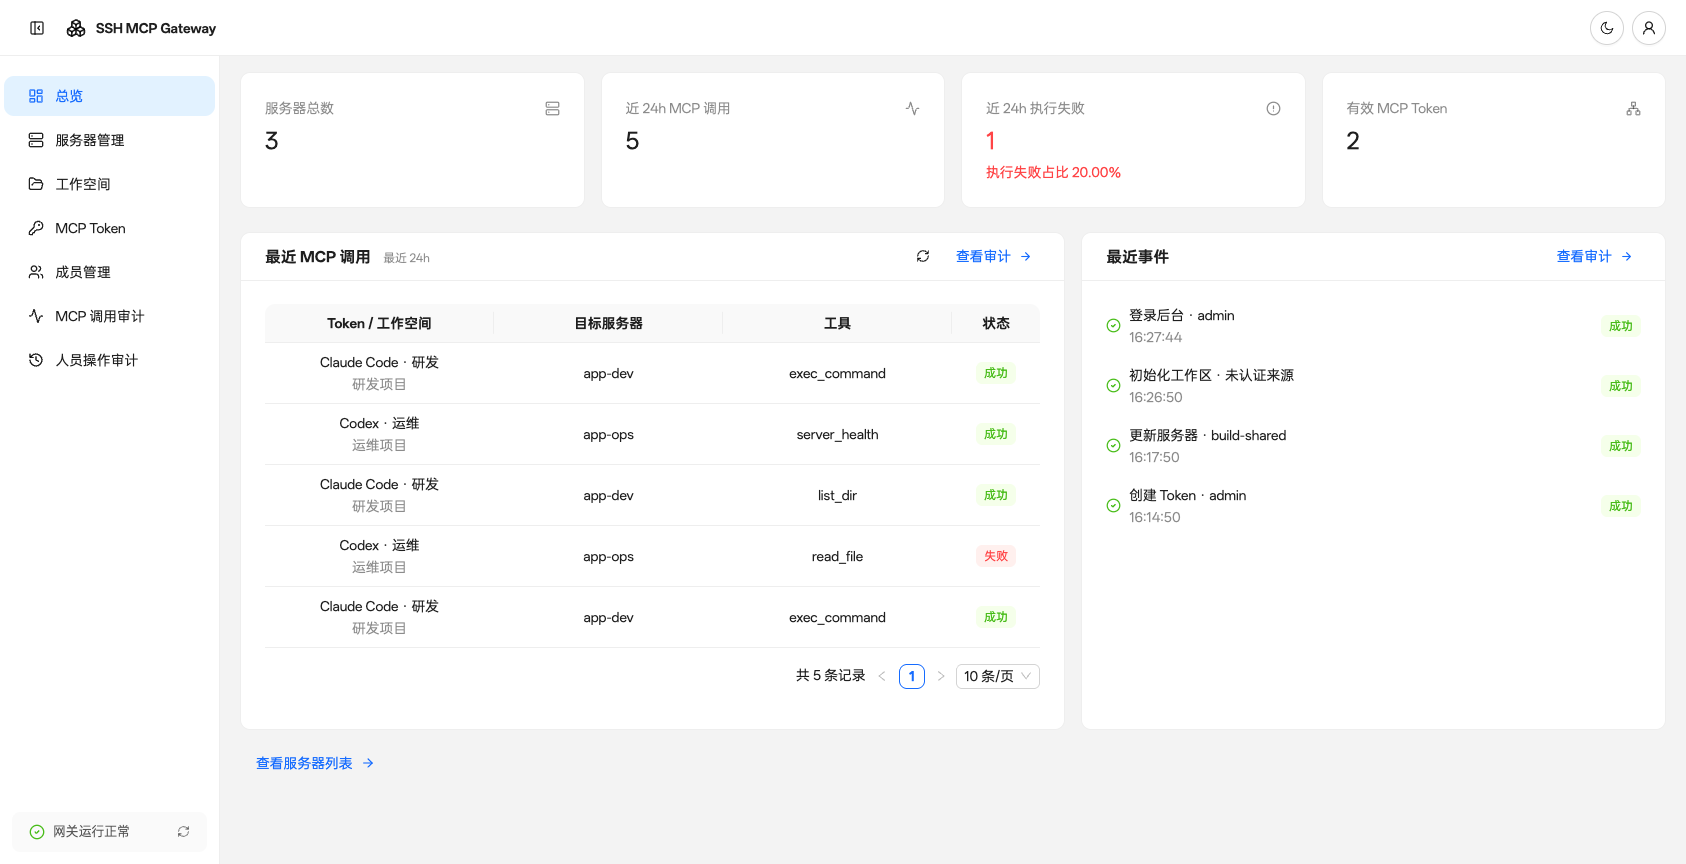 SSH MCP Gateway
总览
服务器管理
工作空间
MCP Token
成员管理
MCP 调用审计
人员操作审计
网关运行正常
服务器总数
3
近 24h MCP 调用
5
近 24h 执行失败
1
执行失败占比 20.00%
有效 MCP Token
2
最近 MCP 调用 最近 24h 查看审计
Token / 工作空间 目标服务器 工具 状态
Claude Code · 研发
研发项目
app-dev exec_command 成功
Codex · 运维
运维项目
app-ops server_health 成功
Claude Code · 研发
研发项目
app-dev list_dir 成功
Codex · 运维
运维项目
app-ops read_file 失败
Claude Code · 研发
研发项目
app-dev exec_command 成功
共 5 条记录 1 10 条/页
最近事件 查看审计
登录后台 · admin
16:27:44
成功
初始化工作区 · 未认证来源
16:26:50
成功
更新服务器 · build-shared
16:17:50
成功
创建 Token · admin
16:14:50
成功
查看服务器列表